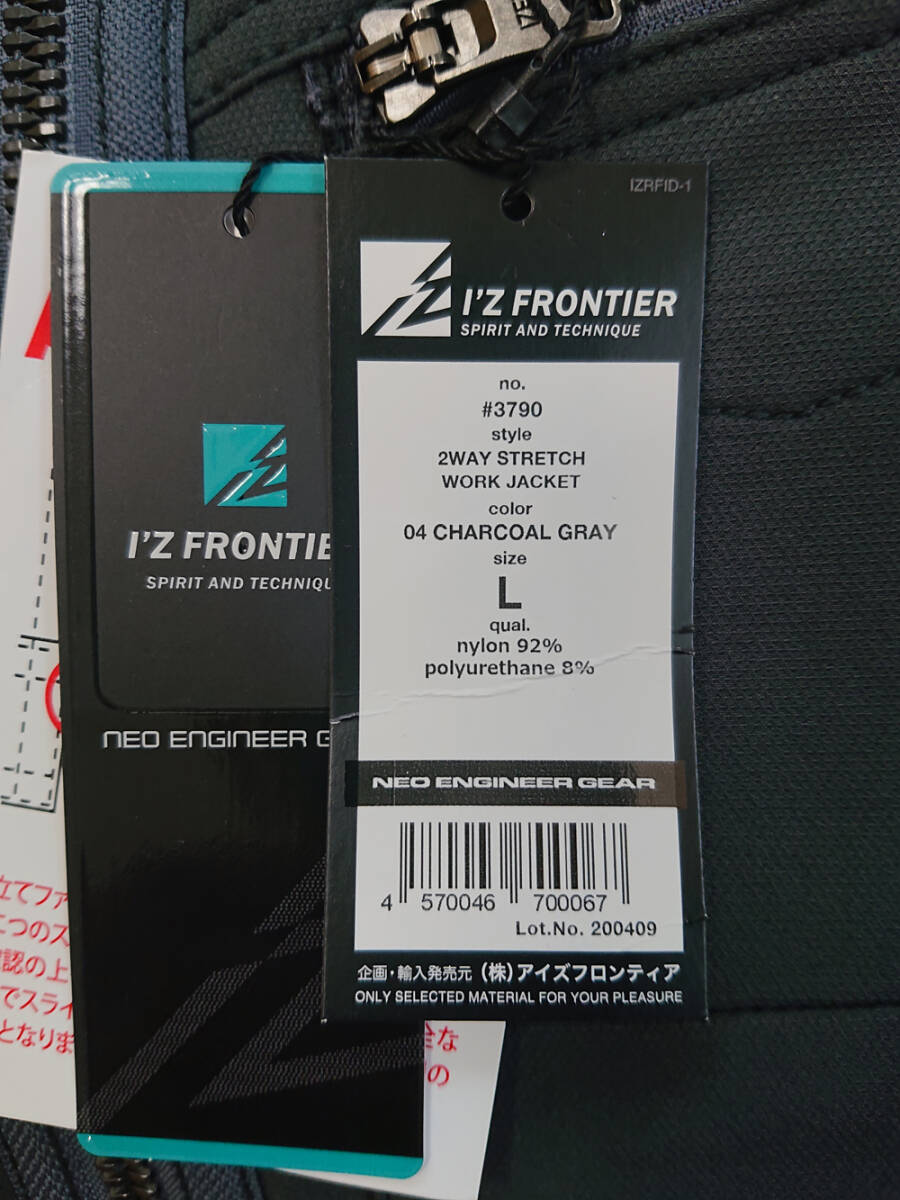 IZRFID-1
I'Z FRONTIER
SPIRIT AND TECHNIQUE
no.
#3790
style
2WAY STRETCH
WORK JACKET
color
04 CHARCOAL GRAY
size
L
qual.
nylon 92%
polyurethane 8%
NEO ENGINEER GEAR
4 570046 700067
Lot.No. 200409
企画・輸入発売元 (株)アイズフロンティア
ONLY SELECTED MATERIAL FOR YOUR PLEASURE
I'Z FRONTIE
SPIRIT AND TECHNIQU
NEO ENGINEER G
立てファ
二つのス
認の上
でスライ
となりま
全な
の